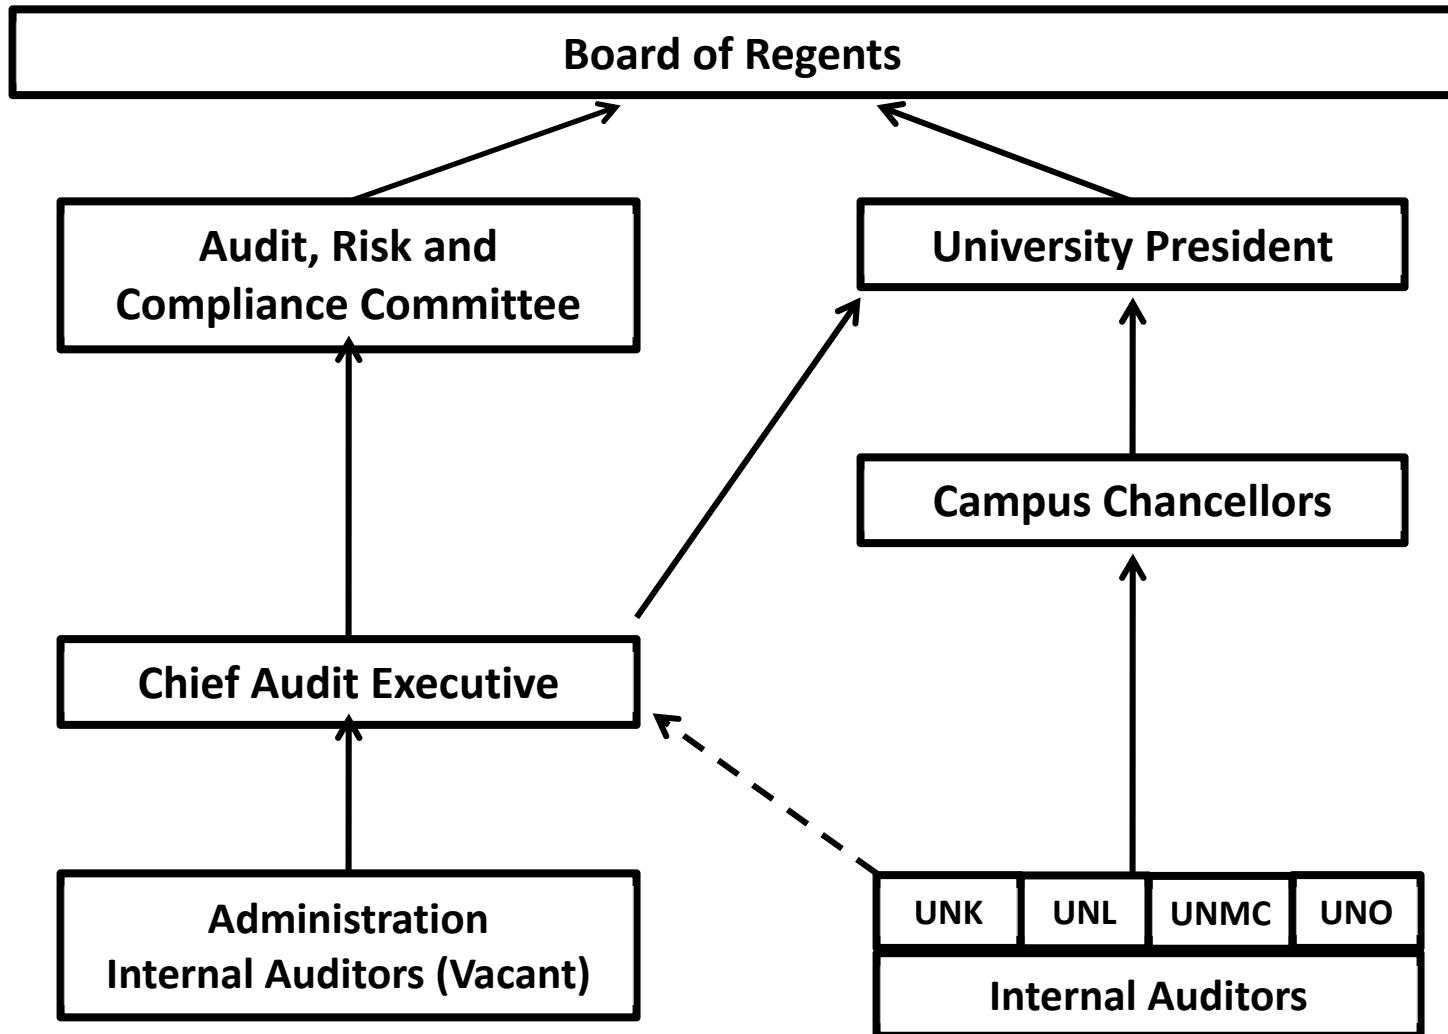 Board of Regents
Audit, Risk and
Compliance Committee
University President
Campus Chancellors
Chief Audit Executive
Administration
Internal Auditors (Vacant)
UNK UNL UNMC UNO
Internal Auditors